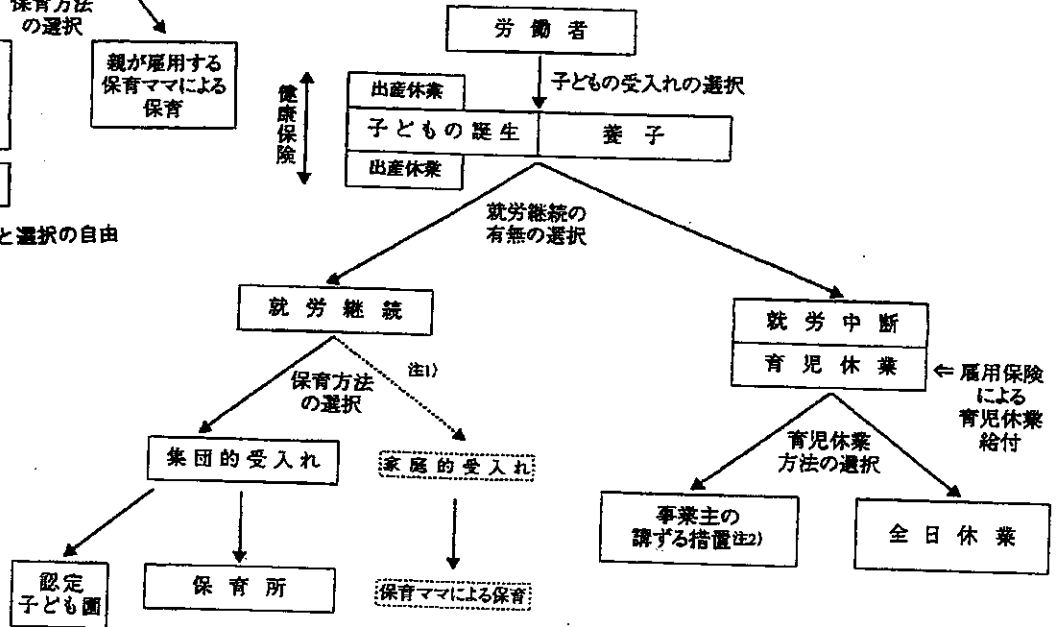 保育方法
の選択
親が雇用する
保育ママによる
保育
と選択の自由
労働者
子どもの受入れの選択
健康保険
出産休業
子どもの誕生
養子
出産休業
就労継続の
有無の選択
就労継続
就労中断
育児休業
⇐ 雇用保険
による
育児休業
給付
保育方法
の選択
注1)
育児休業
方法の選択
集団的受入れ
家庭的受入れ
事業主の
講ずる措置注2)
全日休業
認定
子ども園
保育所
保育ママによる保育